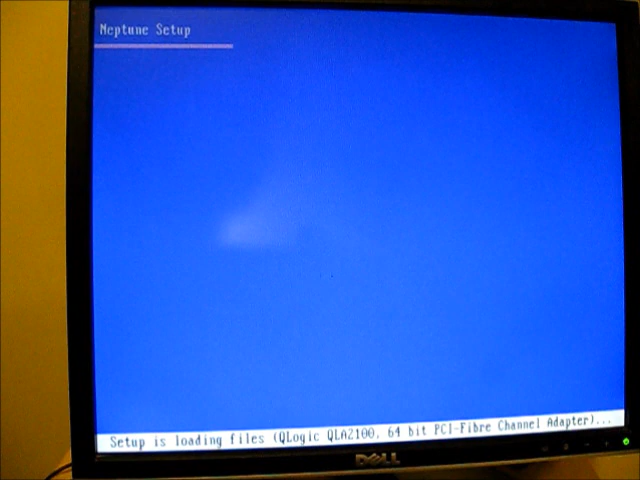 Neptune Setup
Setup is loading files (QLogic QLA2100, 64 bit PCI-Fibre Channel Adapter)...
DELL